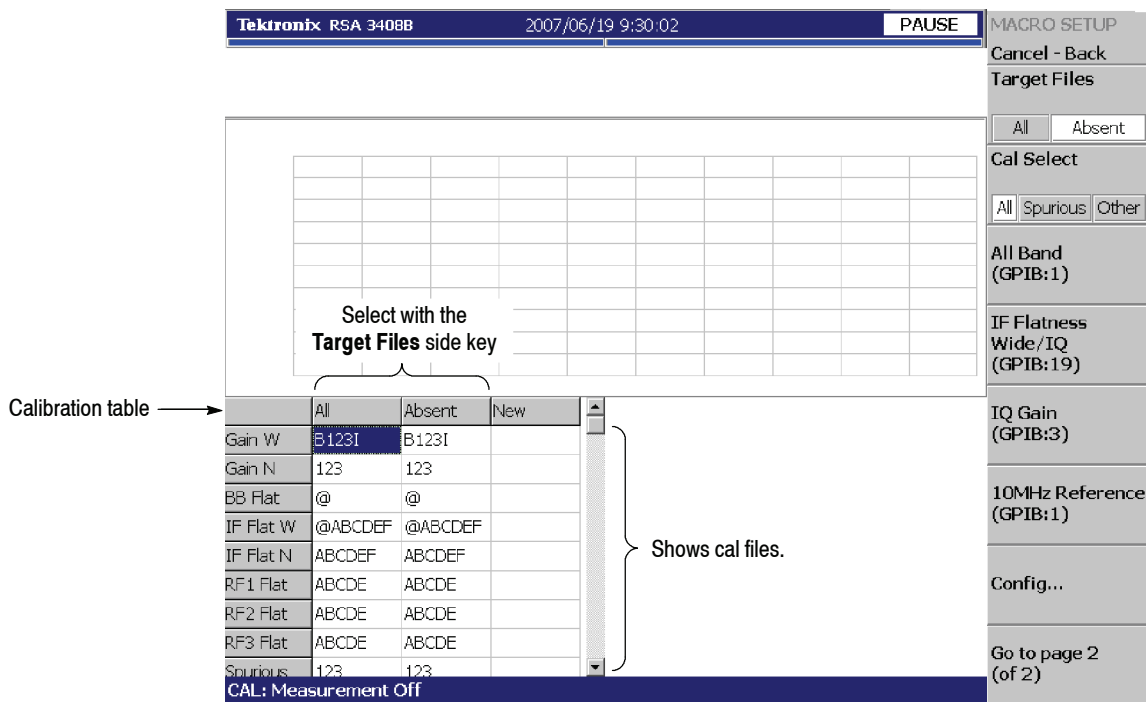 Tektronix RSA 3408B 2007/06/19 9:30:02 PAUSE
MACRO SETUP
Cancel - Back
Target Files
All Absent
Cal Select
All Spurious Other
All Band
(GPIB:1)
IF Flatness
Wide/IQ
(GPIB:19)
IQ Gain
(GPIB:3)
10MHz Reference
(GPIB:1)
Config...
Go to page 2
(of 2)
Select with the
Target Files side key
Calibration table
All Absent New
Gain W B123I B123I
Gain N 123 123
BB Flat @ @
IF Flat W @ABCDEF @ABCDEF
IF Flat N ABCDEF ABCDEF
RF1 Flat ABCDE ABCDE
RF2 Flat ABCDE ABCDE
RF3 Flat ABCDE ABCDE
Spurious 123 123
Shows cal files.
CAL: Measurement Off